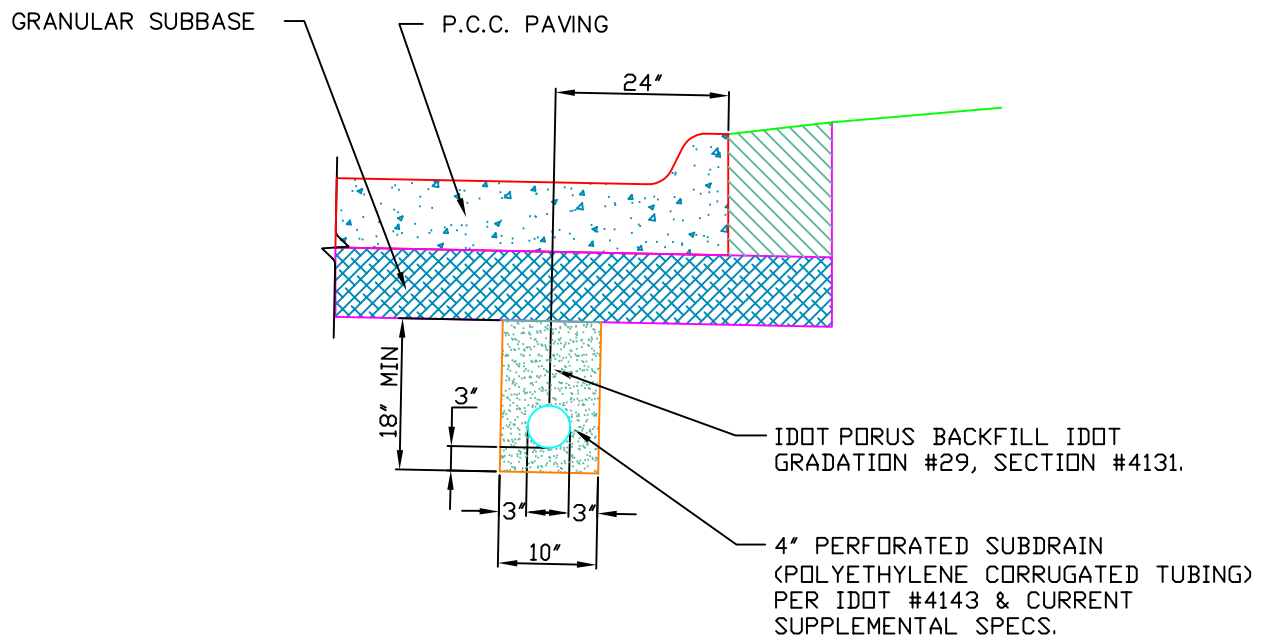 GRANULAR SUBBASE
P.C.C. PAVING
24"
18" MIN
3"
IDOT PORUS BACKFILL IDOT
GRADATION #29, SECTION #4131.
3"
3"
10"
4" PERFORATED SUBDRAIN
(POLYETHYLENE CORRUGATED TUBING)
PER IDOT #4143 & CURRENT
SUPPLEMENTAL SPECS.